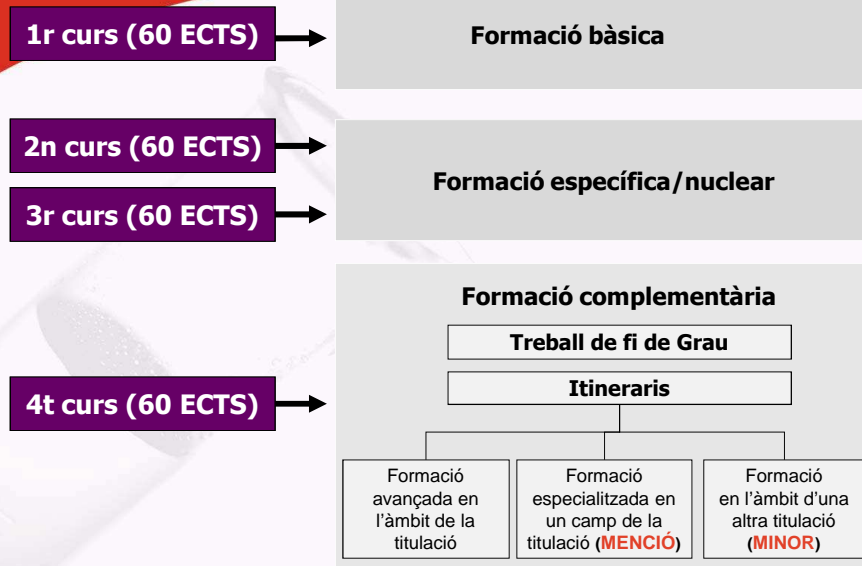 1r curs (60 ECTS)
Formació bàsica
2n curs (60 ECTS)
3r curs (60 ECTS)
Formació específica/nuclear
4t curs (60 ECTS)
Formació complementària
Treball de fi de Grau
Itineraris
Formació
avançada en
l'àmbit de la
titulació
Formació
especialitzada en
un camp de la
titulació (MENCIÓ)
Formació
en l'àmbit d'una
altra titulació
(MINOR)